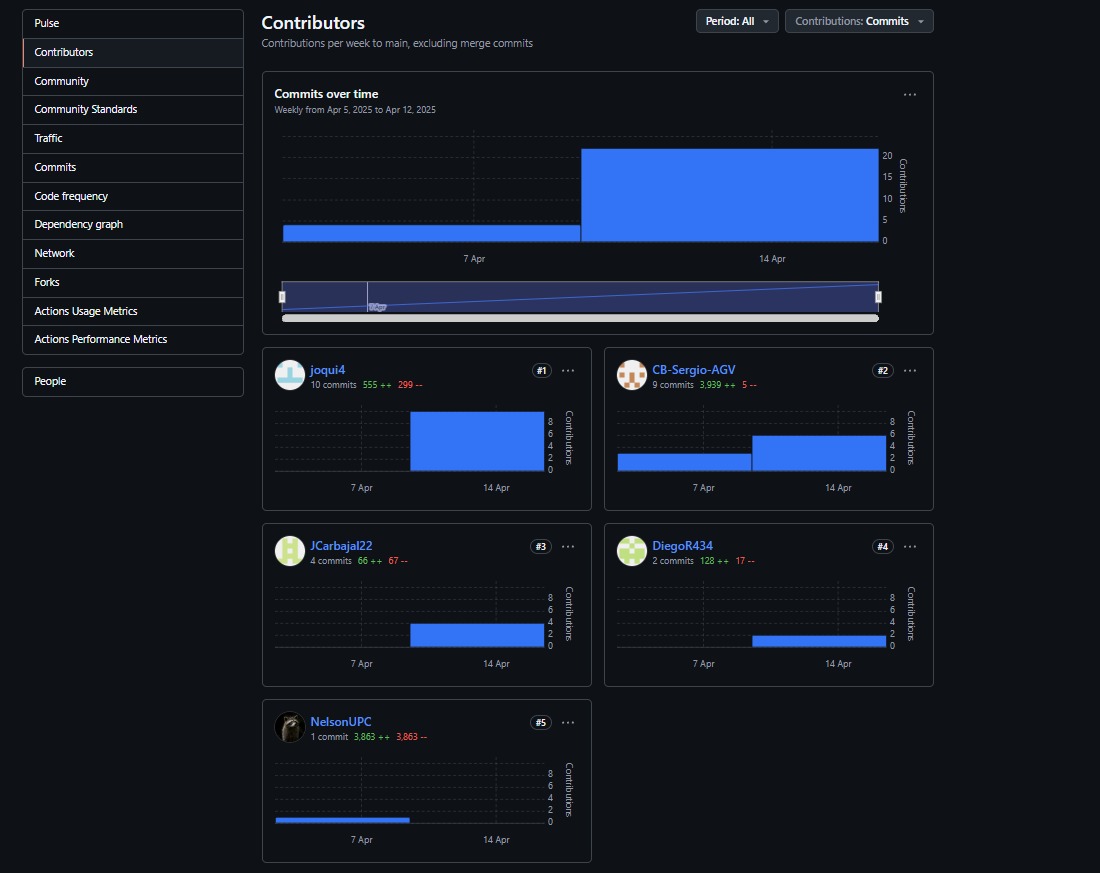 Pulse
Contributors
Community
Community Standards
Traffic
Commits
Code frequency
Dependency graph
Network
Forks
Actions Usage Metrics
Actions Performance Metrics
People
Contributors
Contributions per week to main, excluding merge commits
Period: All
Contributions: Commits
Commits over time
Weekly from Apr 5, 2025 to Apr 12, 2025
20
15
10
5
0
Contributions
7 Apr
14 Apr
joqui4
10 commits 555 ++ 299 --
#1
8
6
4
2
0
Contributions
7 Apr
14 Apr
CB-Sergio-AGV
9 commits 3,939 ++ 5 --
#2
8
6
4
2
0
Contributions
7 Apr
14 Apr
JCarbajal22
4 commits 66 ++ 67 --
#3
8
6
4
2
0
Contributions
7 Apr
14 Apr
DiegoR434
2 commits 128 ++ 17 --
#4
8
6
4
2
0
Contributions
7 Apr
14 Apr
NelsonUPC
1 commit 3,863 ++ 3,863 --
#5
8
6
4
2
0
Contributions
7 Apr
14 Apr